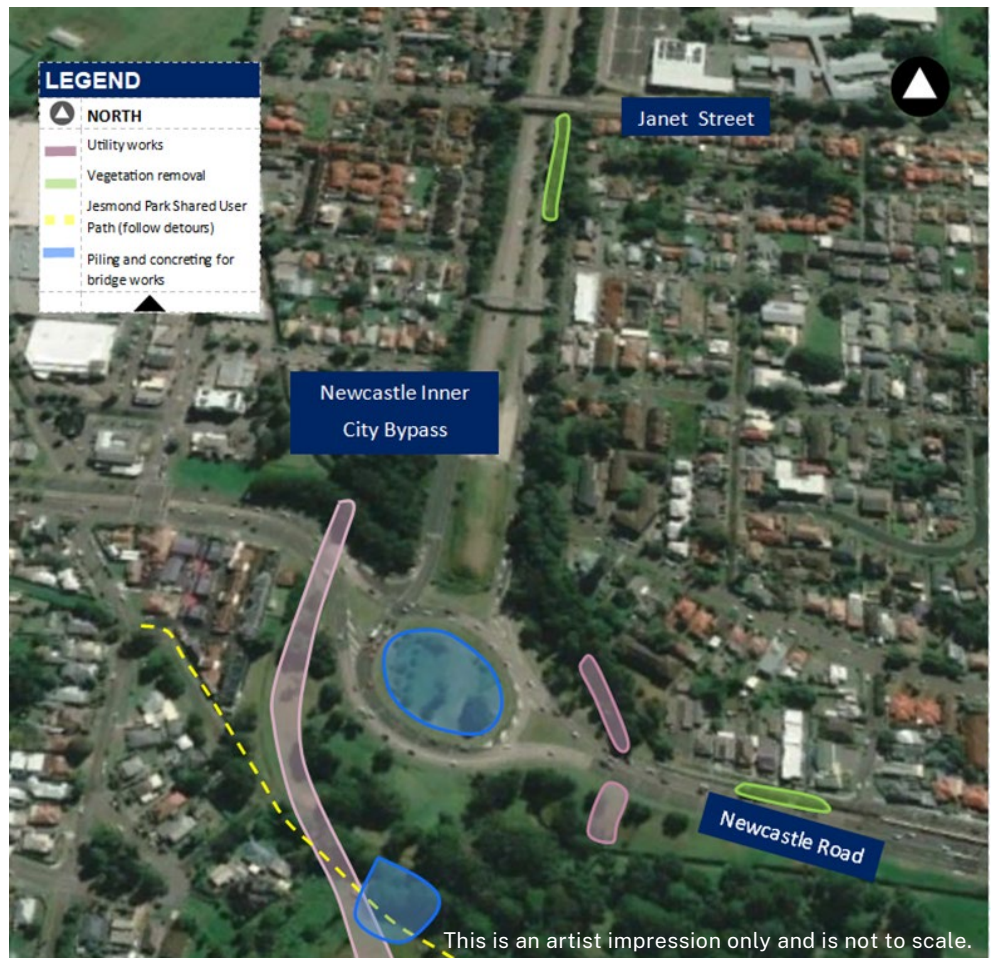 LEGEND
NORTH
Utility works
Vegetation removal
Jesmond Park Shared User
Path (follow detours)
Piling and concreting for
bridge works
Janet Street
Newcastle Inner
City Bypass
Newcastle Road
This is an artist impression only and is not to scale.